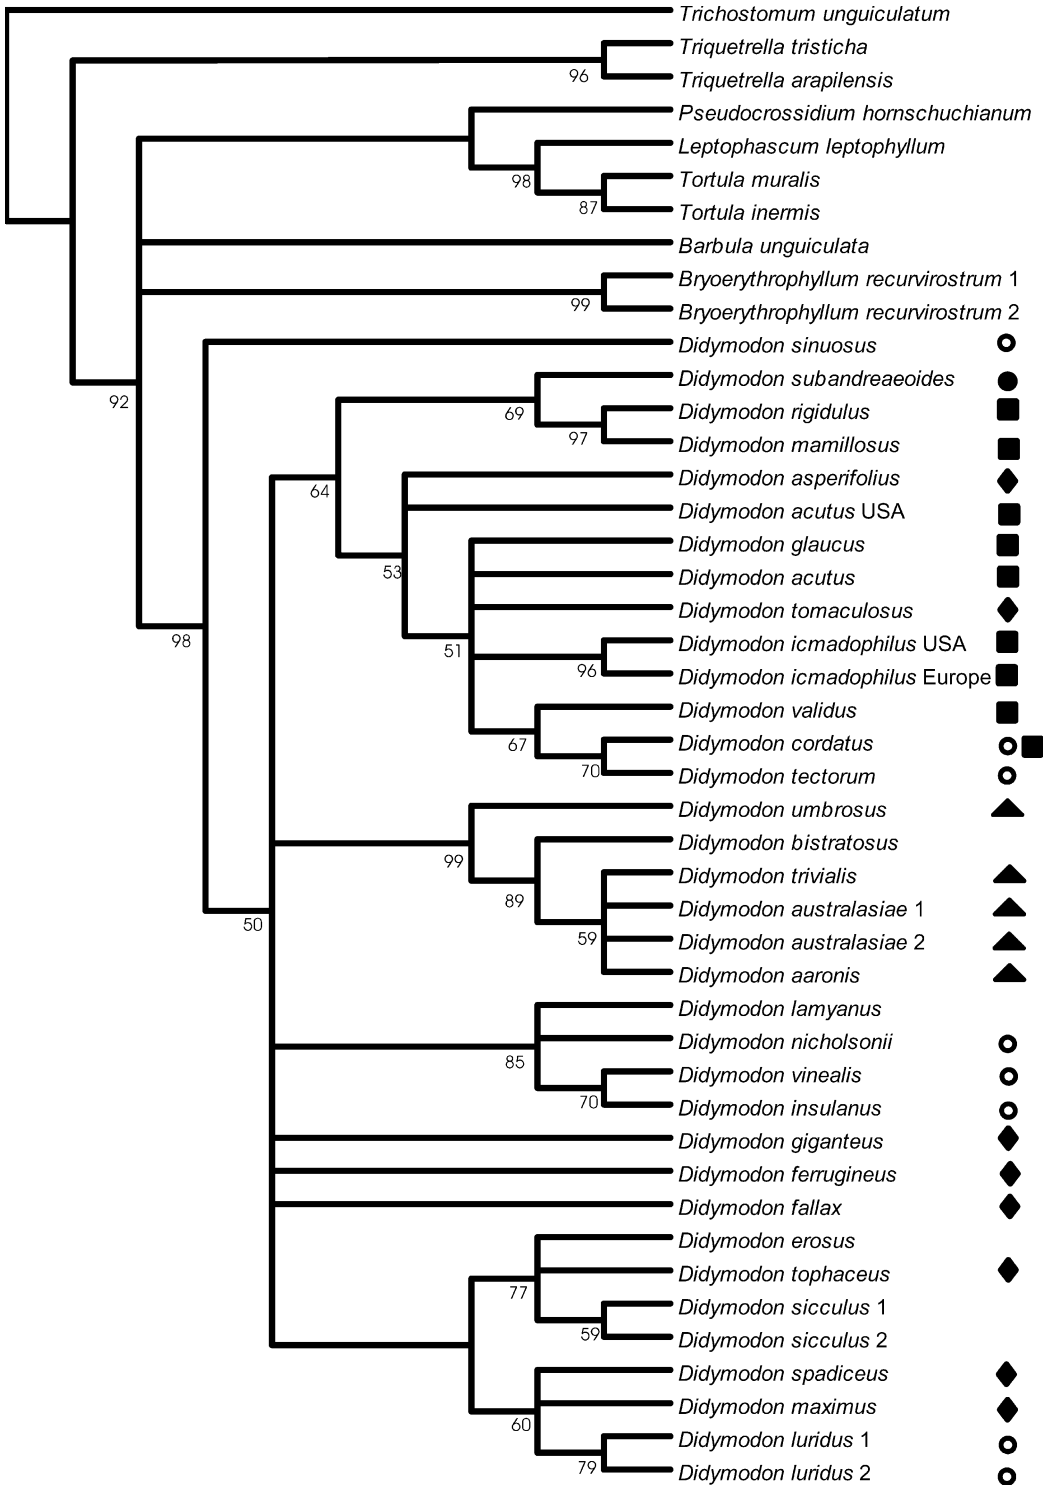 Trichostomum unguiculatum
Triquetrella tristicha
96
Triquetrella arapilensis
Pseudocrossidium hornschuchianum
Leptophascum leptophyllum
98
Tortula muralis
87
Tortula inermis
Barbula unguiculata
Bryoerythrophyllum recurvirostrum 1
99
Bryoerythrophyllum recurvirostrum 2
Didymodon sinuosus
Didymodon subandreaeoides
92
69
Didymodon rigidulus
97
Didymodon mamillosus
Didymodon asperifolius
64
Didymodon acutus USA
Didymodon glaucus
53
Didymodon acutus
Didymodon tomaculosus
98
Didymodon icmadophilus USA
51
96
Didymodon icmadophilus Europe
Didymodon validus
67
Didymodon cordatus
70
Didymodon tectorum
Didymodon umbrosus
Didymodon bistratosus
99
Didymodon trivialis
89
Didymodon australasiae 1
50
59
Didymodon australasiae 2
Didymodon aaronis
Didymodon lamyanus
Didymodon nicholsonii
85
Didymodon vinealis
70
Didymodon insulanus
Didymodon giganteus
Didymodon ferrugineus
Didymodon fallax
Didymodon erosus
Didymodon tophaceus
77
Didymodon sicculus 1
59
Didymodon sicculus 2
Didymodon spadiceus
Didymodon maximus
60
Didymodon luridus 1
79
Didymodon luridus 2